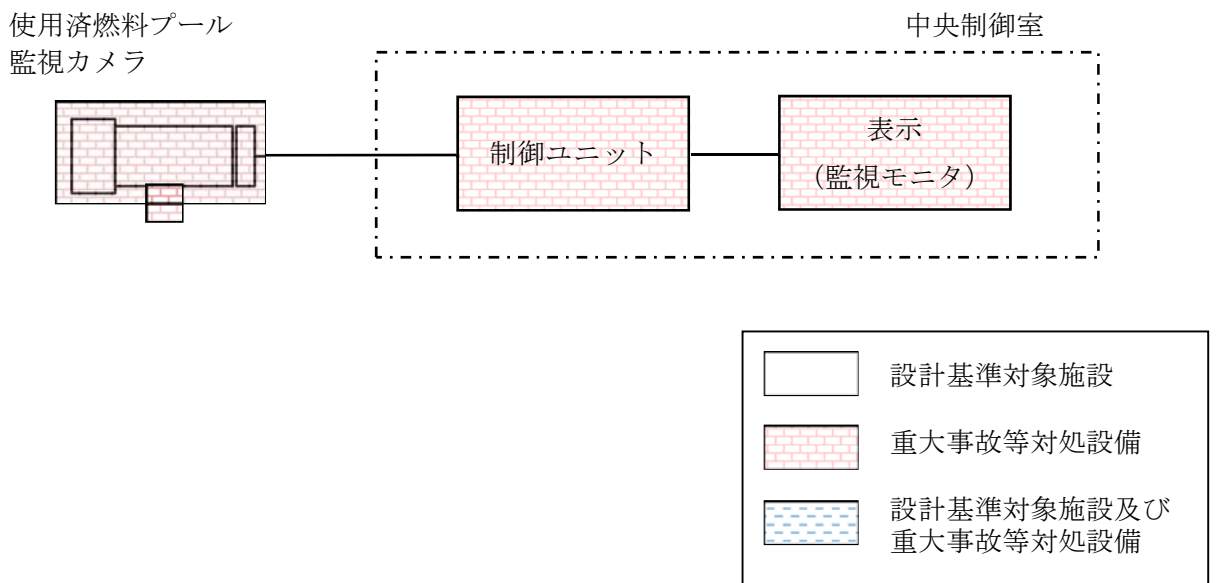 使用済燃料プール
監視カメラ
中央制御室
制御ユニット
表示
（監視モニタ）
設計基準対象施設
重大事故等対処設備
設計基準対象施設及び
重大事故等対処設備